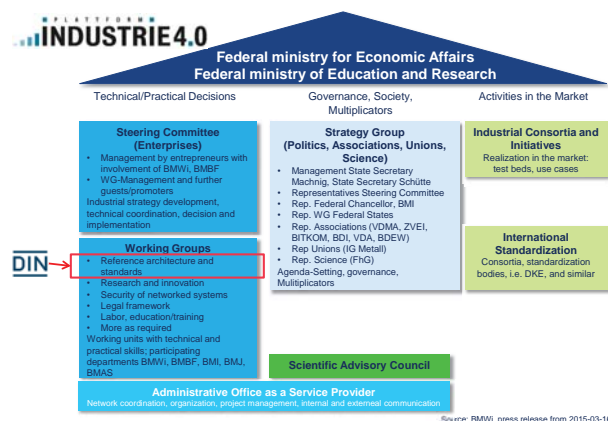 PLATTFORM
INDUSTRIE4.0
Federal ministry for Economic Affairs
Federal ministry of Education and Research
Technical/Practical Decisions
Governance, Society,
Multiplicators
Activities in the Market
Steering Committee
(Enterprises)
• Management by entrepreneurs with
involvement of BMWi, BMBF
• WG-Management and further
guests/promoters
Industrial strategy development,
technical coordination, decision and
implementation
Strategy Group
(Politics, Associations, Unions,
Science)
• Management State Secretary
Machnig, State Secretary Schütte
• Representatives Steering Committee
• Rep. Federal Chancellor, BMI
• Rep. WG Federal States
• Rep. Associations (VDMA, ZVEI,
BITKOM, BDI, VDA, BDEW)
• Rep Unions (IG Metall)
• Rep. Science (FhG)
Agenda-Setting, governance,
Mulitiplicators
Industrial Consortia and
Initiatives
Realization in the market:
test beds, use cases
International
Standardization
Consortia, standardization
bodies, i.e. DKE, and similar
DIN
Working Groups
• Reference architecture and
standards
• Research and innovation
• Security of networked systems
• Legal framework
• Labor, education/training
• More as required
Working units with technical and
practical skills; participating
departments BMWi, BMBF, BMI, BMJ,
BMAS
Scientific Advisory Council
Administrative Office as a Service Provider
Network coordination, organization, project management, internal and extemeal communication
Source: BMWi, press release from 2015-03-16